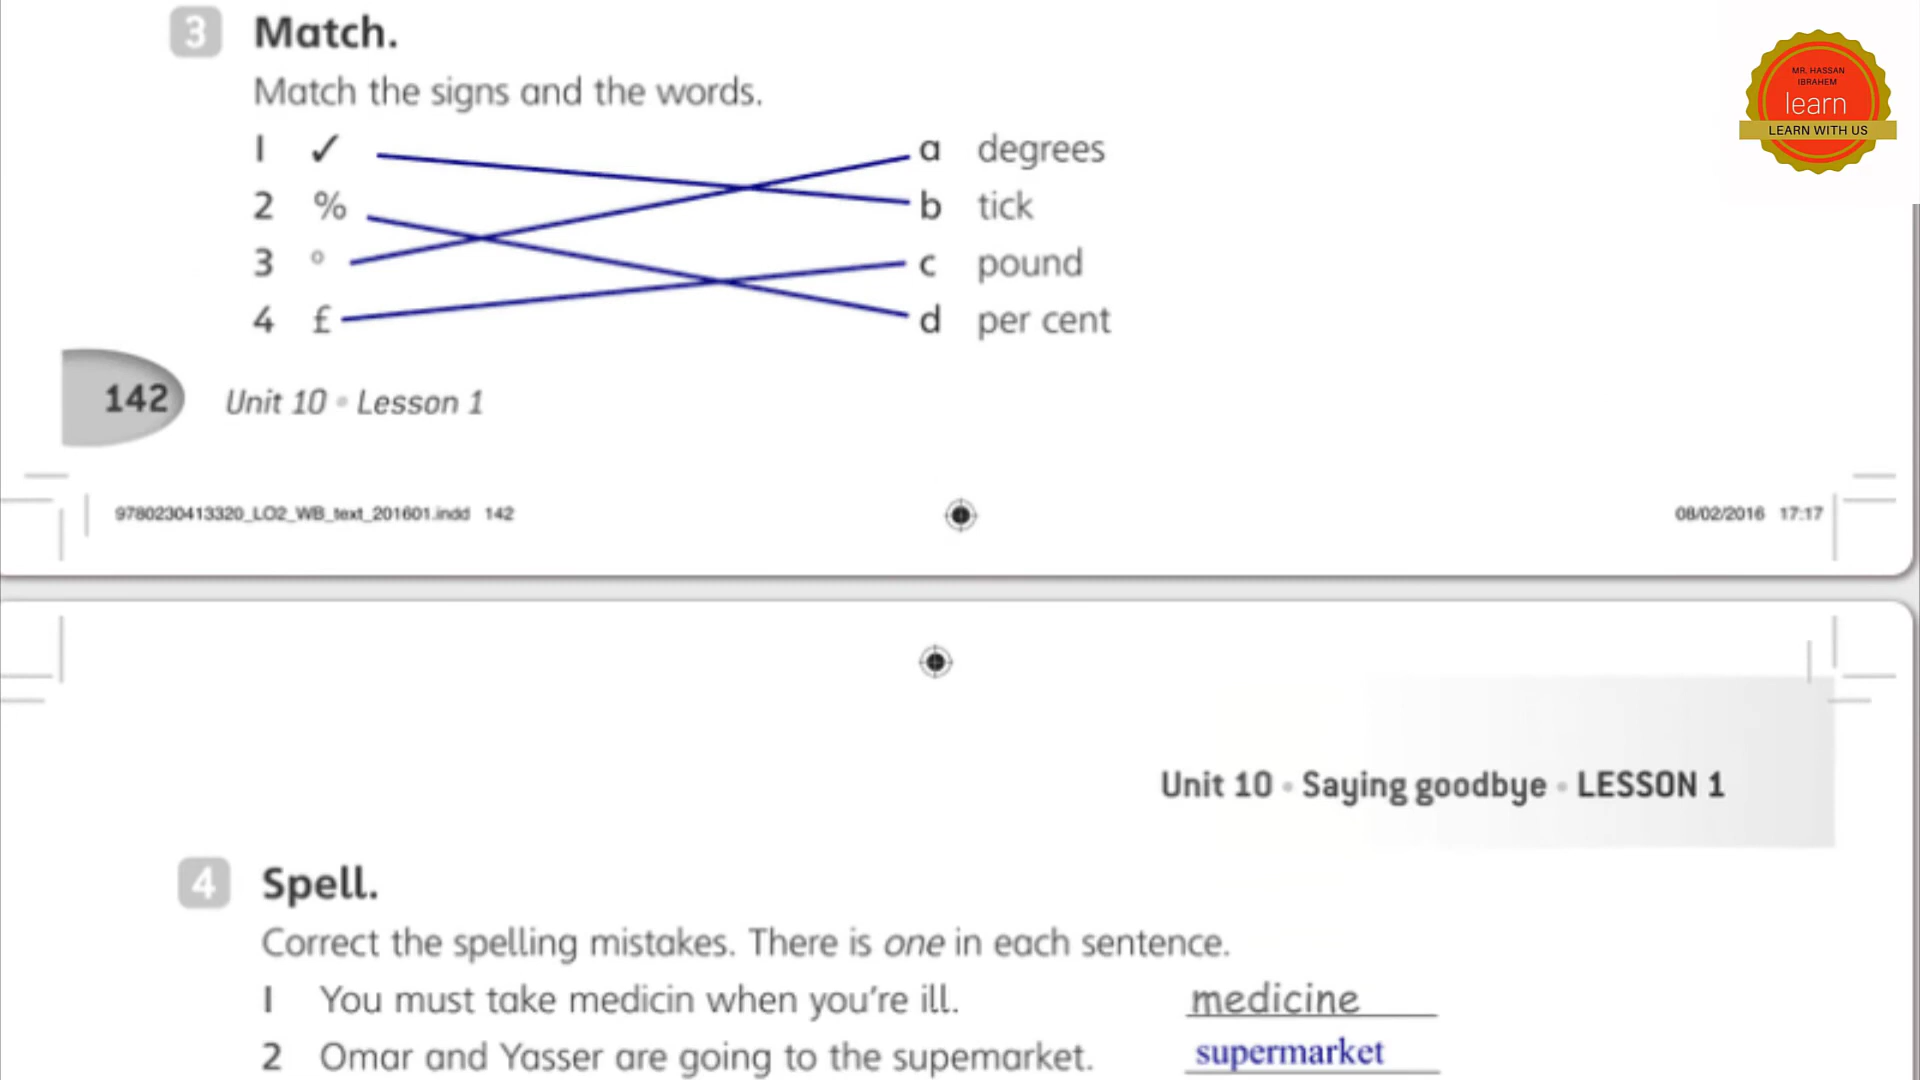 3 Match.
MR. HASSAN
IBRAHEM
learn
LEARN WITH US
Match the signs and the words.
1 ✓ a degrees
2 % b tick
3 ° c pound
4 £ d per cent
142 Unit 10 • Lesson 1
9780230413320_LO2_WB_text_201601.indd 142 08/02/2016 17:17
Unit 10 • Saying goodbye • LESSON 1
4 Spell.
Correct the spelling mistakes. There is one in each sentence.
1 You must take medicin when you're ill. medicine
2 Omar and Yasser are going to the supemarket. supermarket